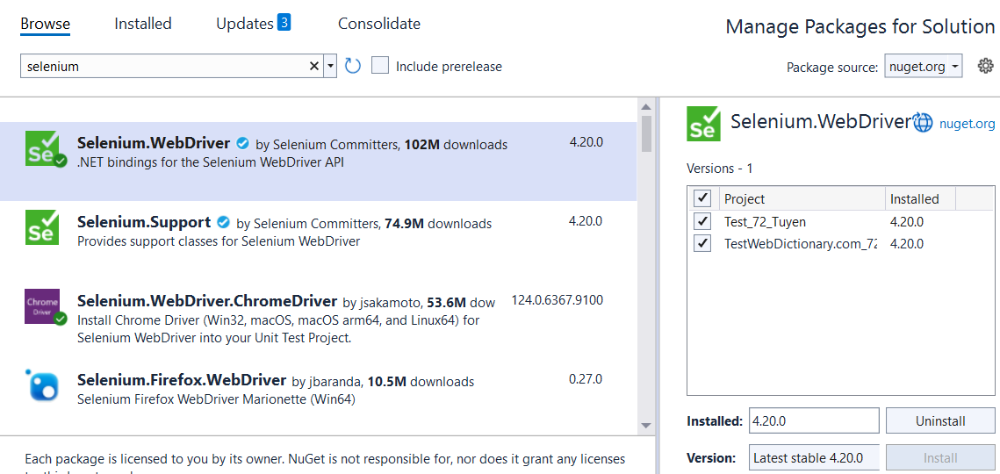 Browse Installed Updates 3 Consolidate
Manage Packages for Solution
selenium
Include prerelease
Package source: nuget.org
Se
Selenium.WebDriver by Selenium Committers, 102M downloads 4.20.0
.NET bindings for the Selenium WebDriver API
Se
Selenium.Support by Selenium Committers, 74.9M downloads 4.20.0
Provides support classes for Selenium WebDriver
Chrome
Driver
Selenium.WebDriver.ChromeDriver by jsakamoto, 53.6M dow 124.0.6367.9100
Install Chrome Driver (Win32, macOS, macOS arm64, and Linux64) for
Selenium WebDriver into your Unit Test Project.
Selenium.Firefox.WebDriver by jbaranda, 10.5M downloads 0.27.0
Selenium Firefox WebDriver Marionette (Win64)
Each package is licensed to you by its owner. NuGet is not responsible for, nor does it grant any licenses
Se
Selenium.WebDriver nuget.org
Versions - 1
Project Installed
Test_72_Tuyen 4.20.0
TestWebDictionary.com_72 4.20.0
Installed: 4.20.0 Uninstall
Version: Latest stable 4.20.0 Install